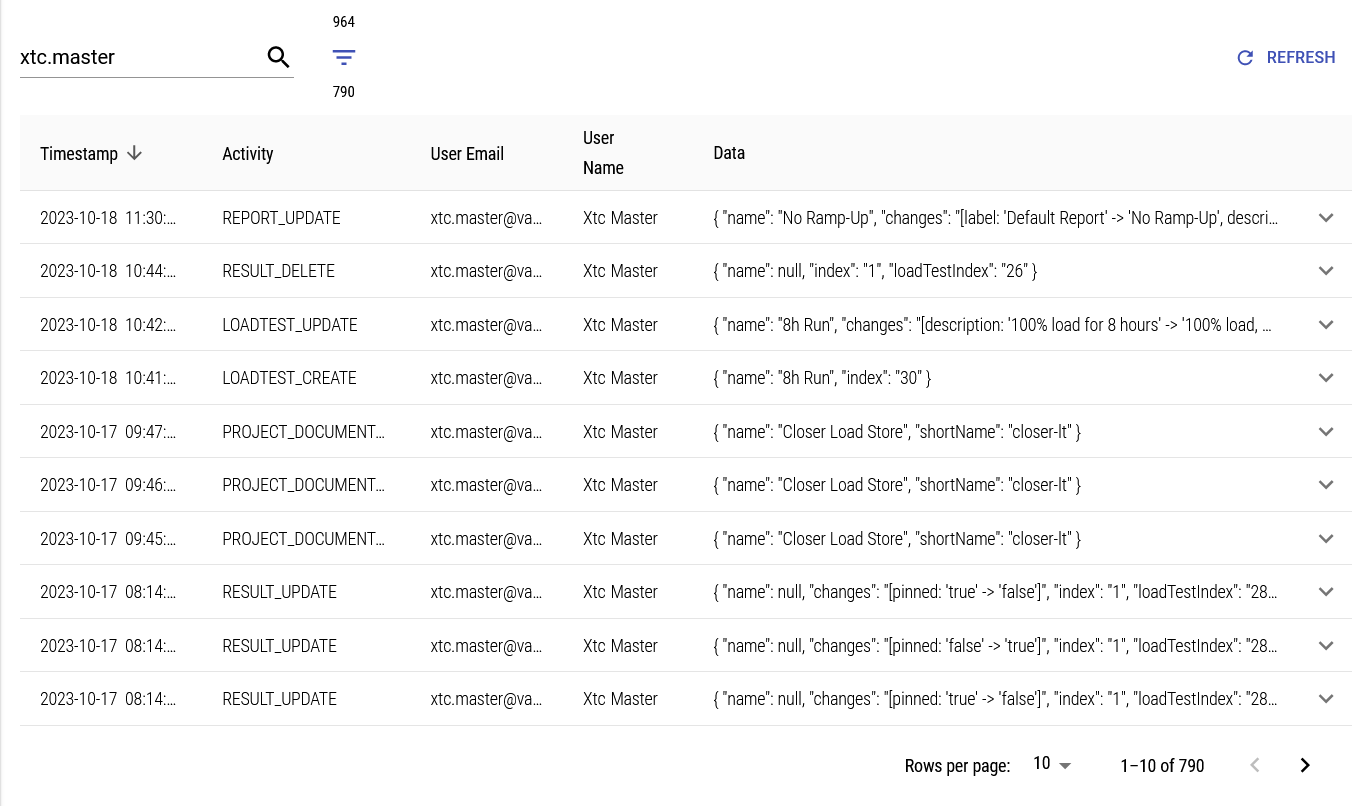 964
xtc.master
REFRESH
790
Timestamp Activity User Email User Name Data
2023-10-18 11:30:... REPORT_UPDATE xtc.master@va... Xtc Master { "name": "No Ramp-Up", "changes": "[label: 'Default Report' -> 'No Ramp-Up', descri...
2023-10-18 10:44:... RESULT_DELETE xtc.master@va... Xtc Master { "name": null, "index": "1", "loadTestIndex": "26" }
2023-10-18 10:42:... LOADTEST_UPDATE xtc.master@va... Xtc Master { "name": "8h Run", "changes": "[description: '100% load for 8 hours' -> '100% load, ...
2023-10-18 10:41:... LOADTEST_CREATE xtc.master@va... Xtc Master { "name": "8h Run", "index": "30" }
2023-10-17 09:47:... PROJECT_DOCUMENT... xtc.master@va... Xtc Master { "name": "Closer Load Store", "shortName": "closer-lt" }
2023-10-17 09:46:... PROJECT_DOCUMENT... xtc.master@va... Xtc Master { "name": "Closer Load Store", "shortName": "closer-lt" }
2023-10-17 09:45:... PROJECT_DOCUMENT... xtc.master@va... Xtc Master { "name": "Closer Load Store", "shortName": "closer-lt" }
2023-10-17 08:14:... RESULT_UPDATE xtc.master@va... Xtc Master { "name": null, "changes": "[pinned: 'true' -> 'false']", "index": "1", "loadTestIndex": "28...
2023-10-17 08:14:... RESULT_UPDATE xtc.master@va... Xtc Master { "name": null, "changes": "[pinned: 'false' -> 'true']", "index": "1", "loadTestIndex": "28...
2023-10-17 08:14:... RESULT_UPDATE xtc.master@va... Xtc Master { "name": null, "changes": "[pinned: 'true' -> 'false']", "index": "1", "loadTestIndex": "28...
Rows per page: 10 1–10 of 790